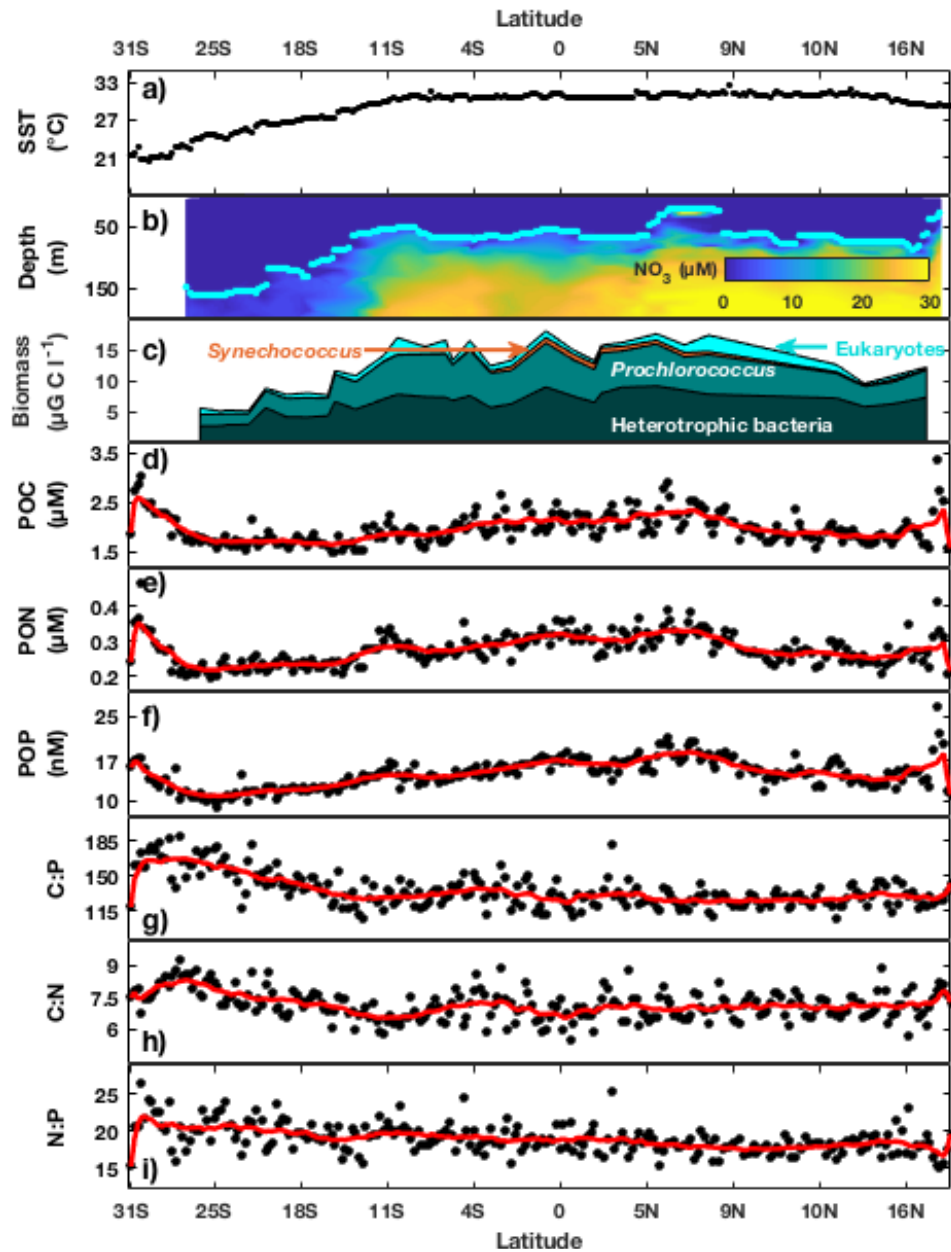 Latitude
31S 25S 18S 11S 4S 0 5N 9N 10N 16N
a)
33
27
21
SST
(°C)
b)
50
150
Depth
(m)
NO3 (µM)
0 10 20 30
c)
15
10
5
Biomass
(µG C l-1)
Synechococcus
Eukaryotes
Prochlorococcus
Heterotrophic bacteria
d)
3.5
2.5
1.5
POC
(µM)
e)
0.4
0.3
0.2
PON
(µM)
f)
25
17
10
POP
(nM)
185
150
115
C:P
g)
9
7.5
6
C:N
h)
25
20
15
N:P
i)
31S 25S 18S 11S 4S 0 5N 9N 10N 16N
Latitude